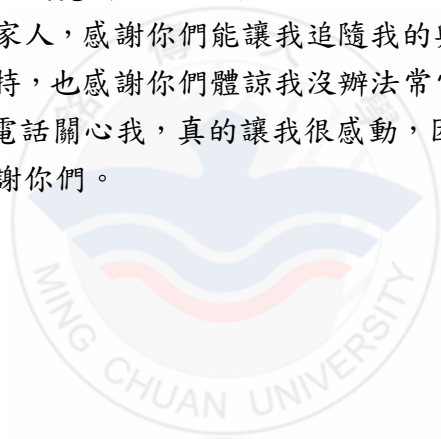 家人，感謝你們能讓我追隨我的
持，也感謝你們體諒我沒辦法常
電話關心我，真的讓我很感動，
謝你們。
MING CHUAN UNIVERSITY